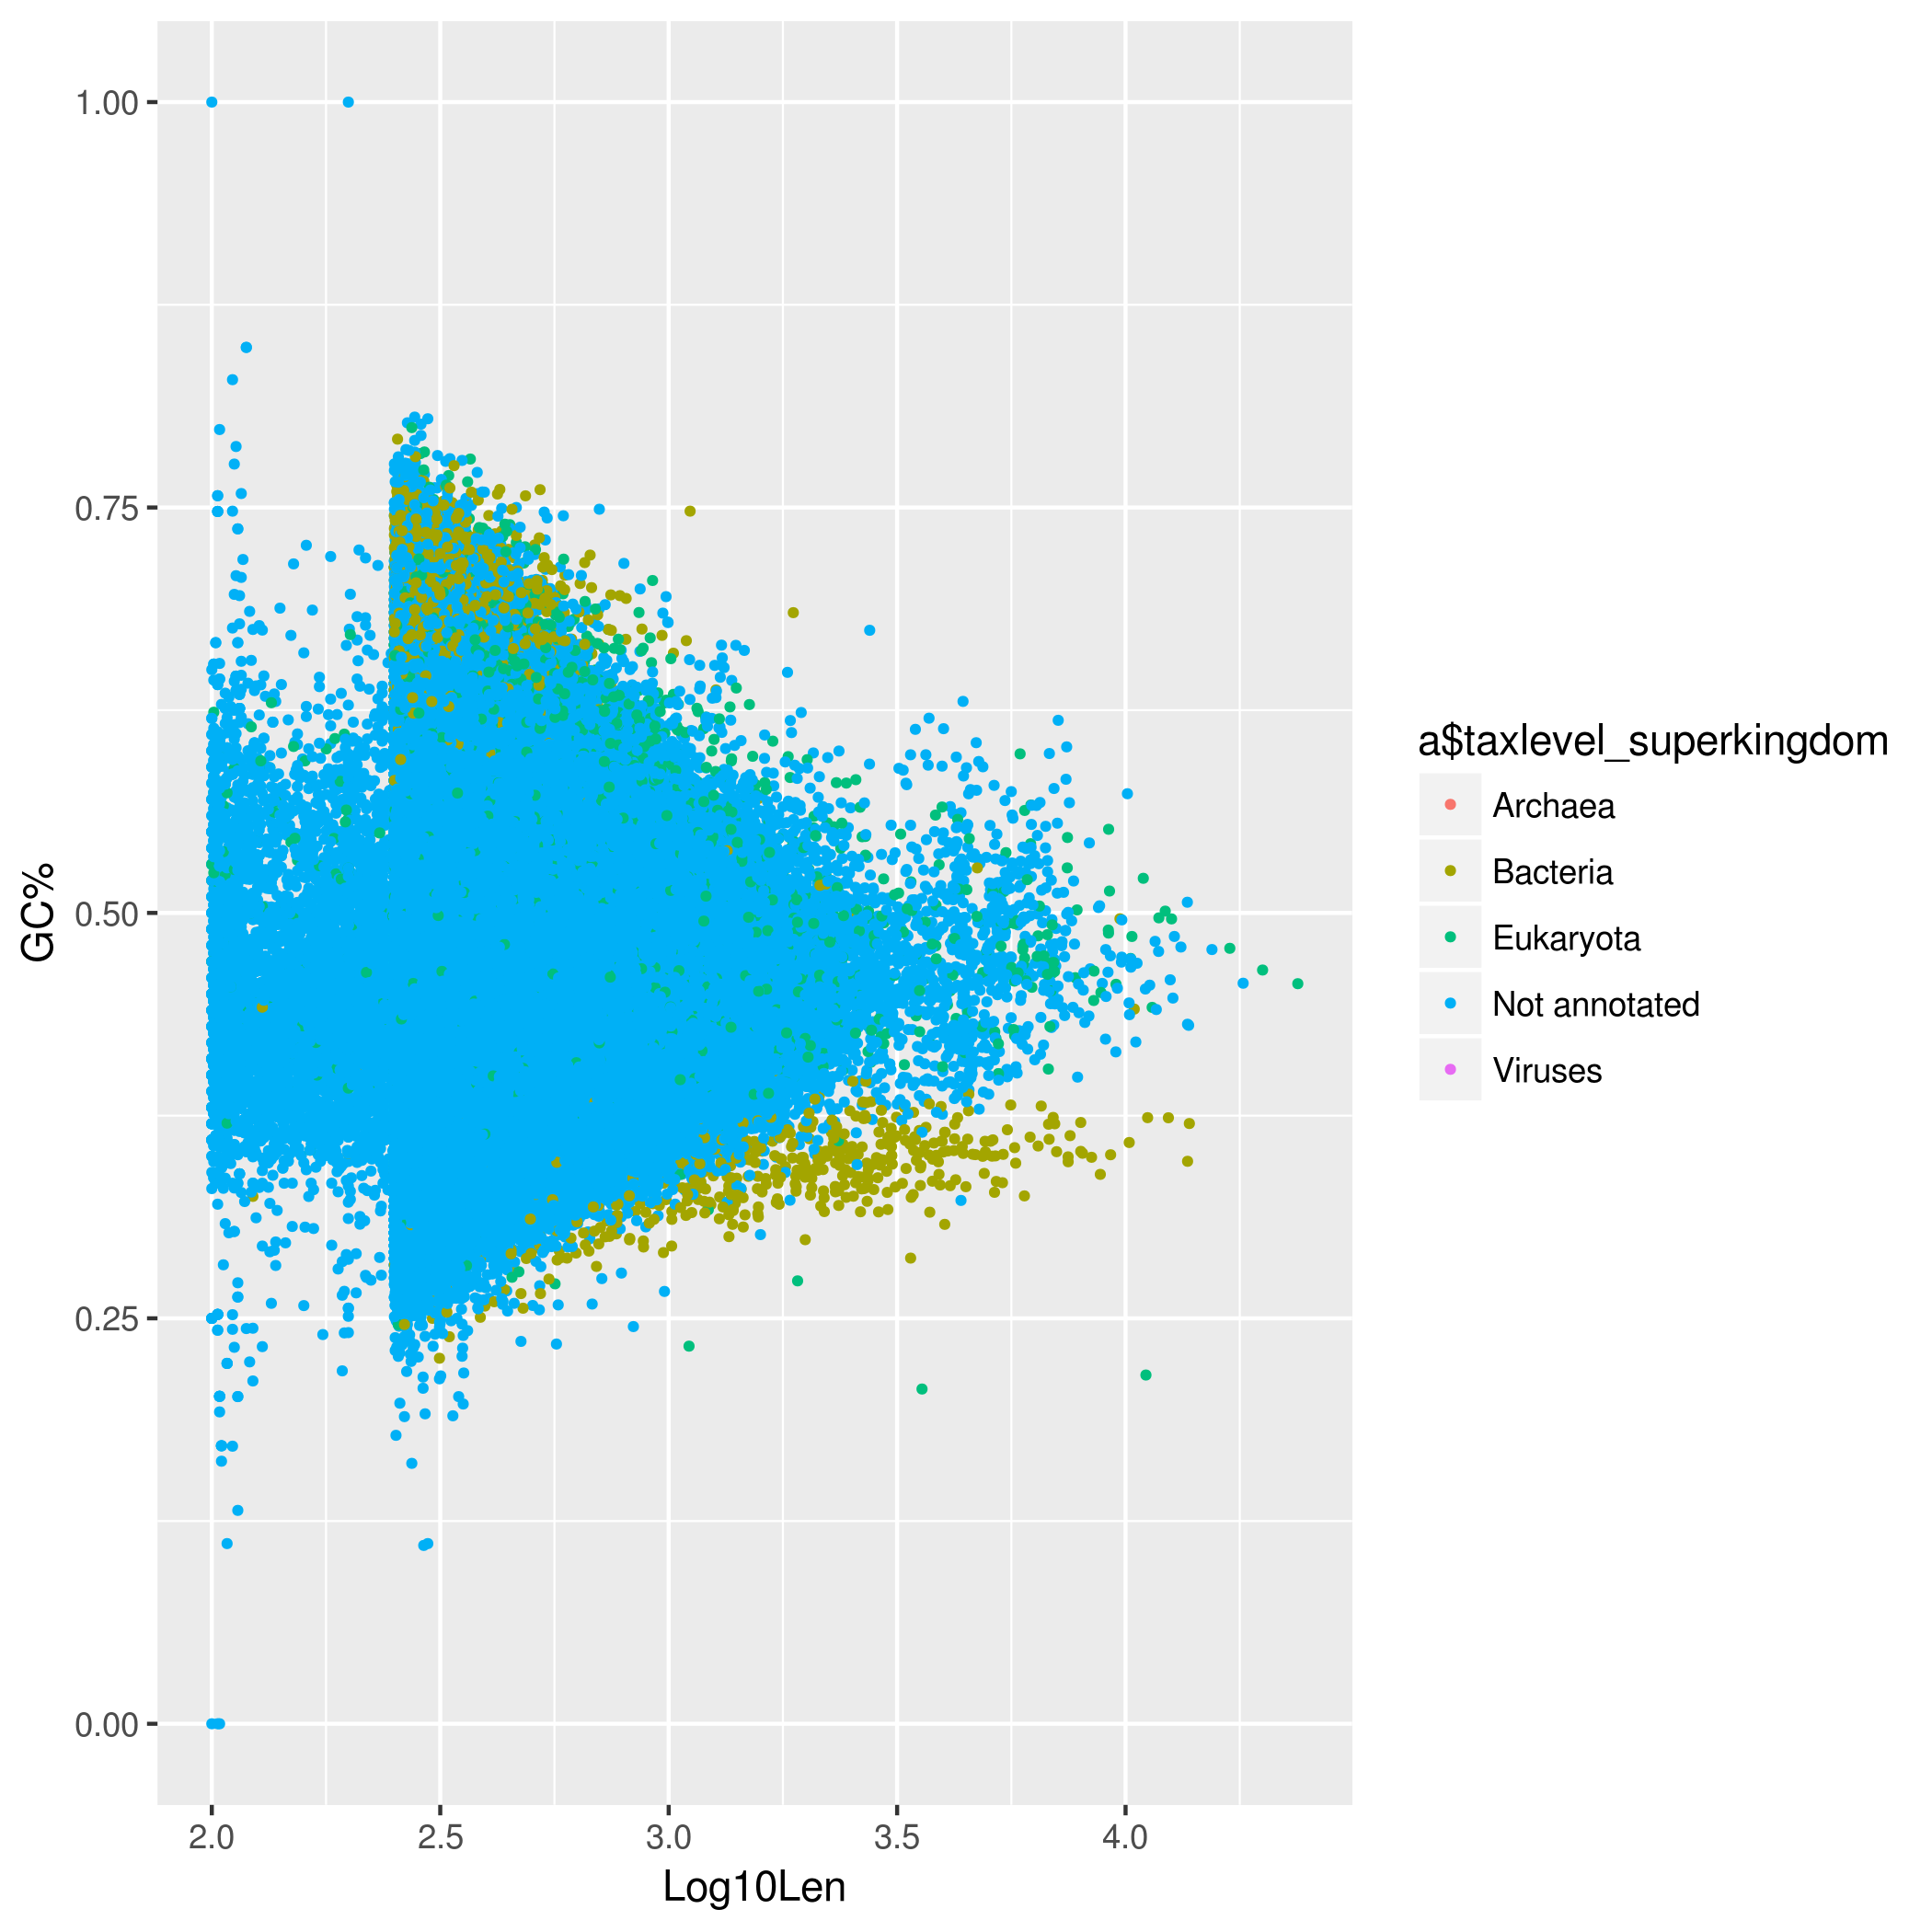 1.00
0.75
0.50
0.25
0.00
GC%
2.0 2.5 3.0 3.5 4.0
Log10Len
a$taxlevel_superkingdom
Archaea
Bacteria
Eukaryota
Not annotated
Viruses